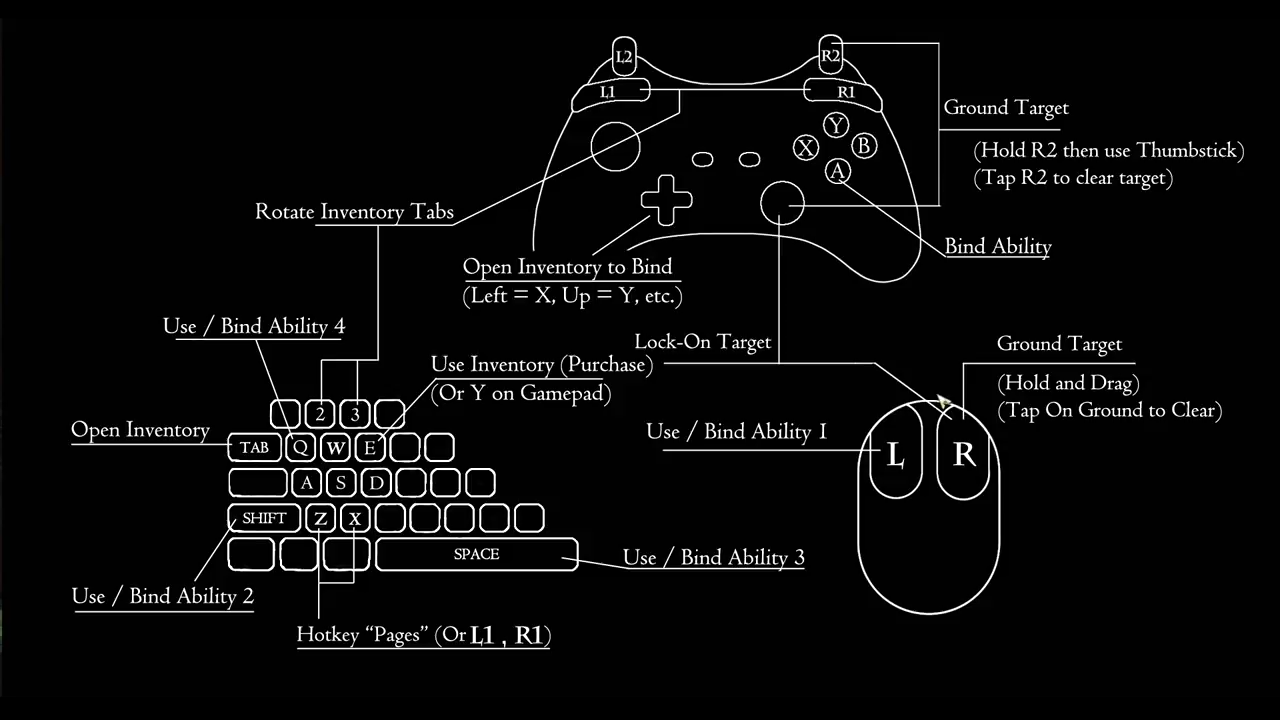 L2
R2
L1
R1
Y
X
B
A
Ground Target
(Hold R2 then use Thumbstick)
(Tap R2 to clear target)
Rotate Inventory Tabs
Bind Ability
Open Inventory to Bind
(Left = X, Up = Y, etc.)
Use / Bind Ability 4
Lock-On Target
Ground Target
(Hold and Drag)
(Tap On Ground to Clear)
Use Inventory (Purchase)
(Or Y on Gamepad)
2 3
Open Inventory
TAB Q W E
Use / Bind Ability 1
L R
A S D
SHIFT Z X
SPACE
Use / Bind Ability 3
Use / Bind Ability 2
Hotkey “Pages” (Or L1 , R1)